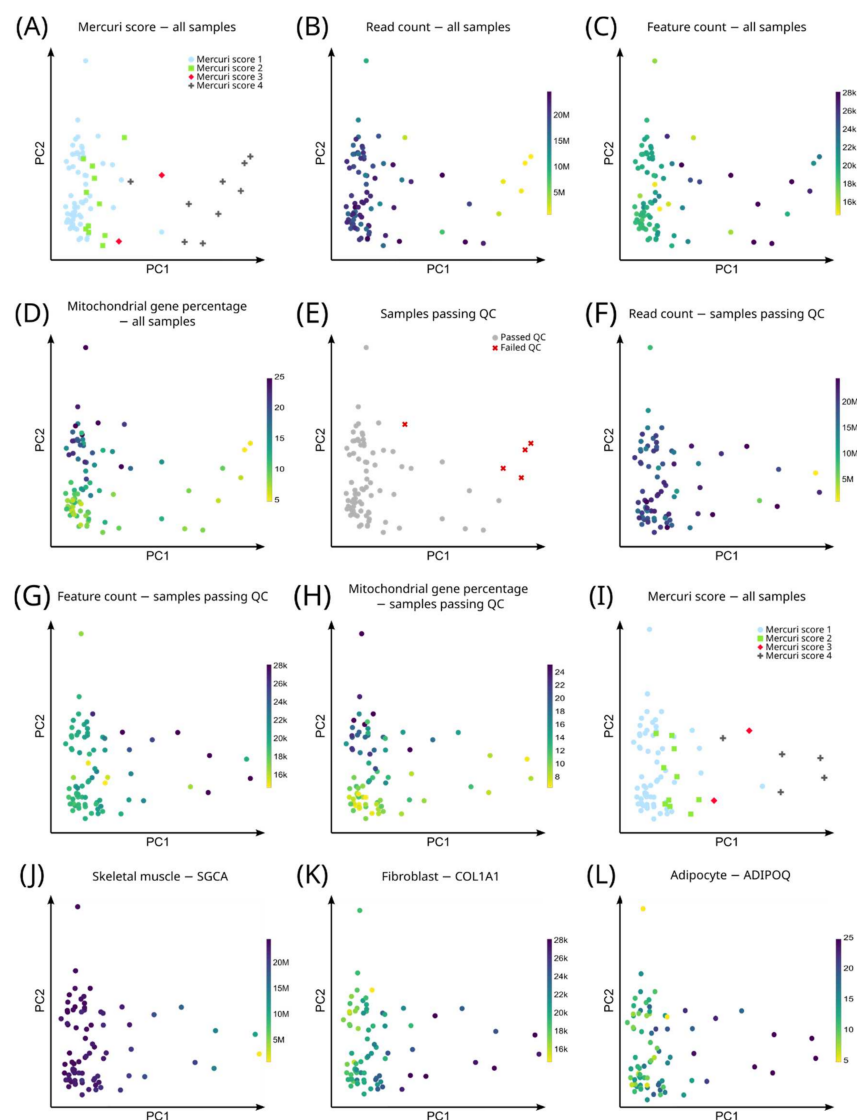 (A) Mercuri score – all samples
Mercuri score 1
Mercuri score 2
Mercuri score 3
Mercuri score 4
PC2
PC1
(B) Read count – all samples
20M
10M
5M
PC2
PC1
(C) Feature count – all samples
28k
26k
24k
22k
20k
18k
16k
PC2
PC1
(D) Mitochondrial gene percentage
– all samples
25
20
15
10
5
PC2
PC1
(E) Samples passing QC
Passed QC
Failed QC
PC2
PC1
(F) Read count – samples passing QC
20M
10M
5M
PC2
PC1
(G) Feature count – samples passing QC
28k
26k
24k
22k
20k
18k
16k
PC2
PC1
(H) Mitochondrial gene percentage
– samples passing QC
24
22
20
18
16
14
12
10
8
PC2
PC1
(I) Mercuri score – all samples
Mercuri score 1
Mercuri score 2
Mercuri score 3
Mercuri score 4
PC2
PC1
(J) Skeletal muscle – SGCA
20M
10M
5M
PC2
PC1
(K) Fibroblast – COL1A1
28k
26k
24k
22k
20k
18k
16k
PC2
PC1
(L) Adipocyte – ADIPOQ
25
20
15
10
5
PC2
PC1